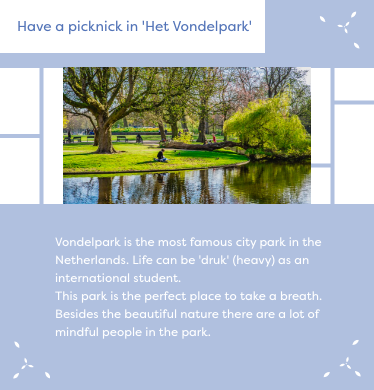 Have a picknick in 'Het Vondelpark'
Vondelpark is the most famous city park in the
Netherlands. Life can be 'druk' (heavy) as an
international student.
This park is the perfect place to take a breath.
Besides the beautiful nature there are a lot of
mindful people in the park.